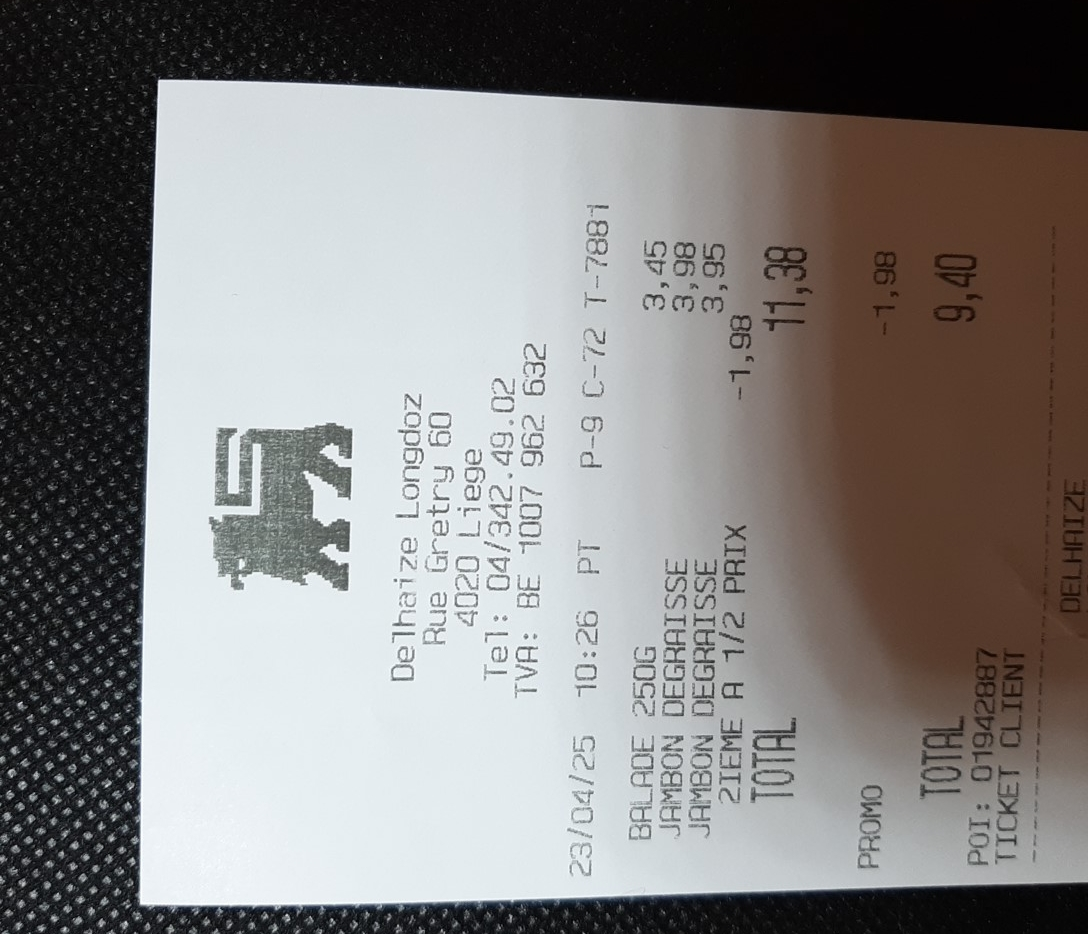 Delhaize Longdoz
Rue Gretry 60
4020 Liege
Tel: 04/342.49.02
TVA: BE 1007 962 632
23/04/25 10:26 PT P-9 C-72 T-7881
BALADE 250G 3,45
JAMBON DEGRAISSE 3,98
JAMBON DEGRAISSE 3,95
2IEME A 1/2 PRIX -1,98
TOTAL 11,38
PROMO -1,98
TOTAL 9,40
POI: 01942887
TICKET CLIENT
DELHAIZE